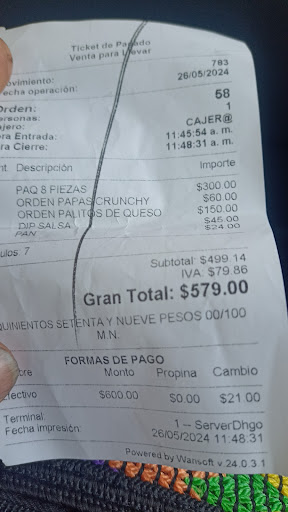 Ticket de Pagado
Venta para Llevar
ovimiento: 783
echa operación: 26/05/2024
Orden: 58
ersonas: 1
ajero: CAJER@
ra Entrada: 11:45:54 a. m.
ra Cierre: 11:48:31 a. m.
nt Descripción Importe
PAQ 8 PIEZAS $300.00
ORDEN PAPAS CRUNCHY $60.00
ORDEN PALITOS DE QUESO $150.00
DIP SALSA $45.00
PAN $24.00
ulos 7
Subtotal: $499.14
IVA: $79.86
Gran Total: $579.00
QUINIENTOS SETENTA Y NUEVE PESOS 00/100
M.N.
FORMAS DE PAGO
bre Monto Propina Cambio
fectivo $600.00 $0.00 $21.00
Terminal 1 -- ServerDhgo
Fecha impresión: 26/05/2024 11:48:31
Powered by Wansoft v.24.0.3.1